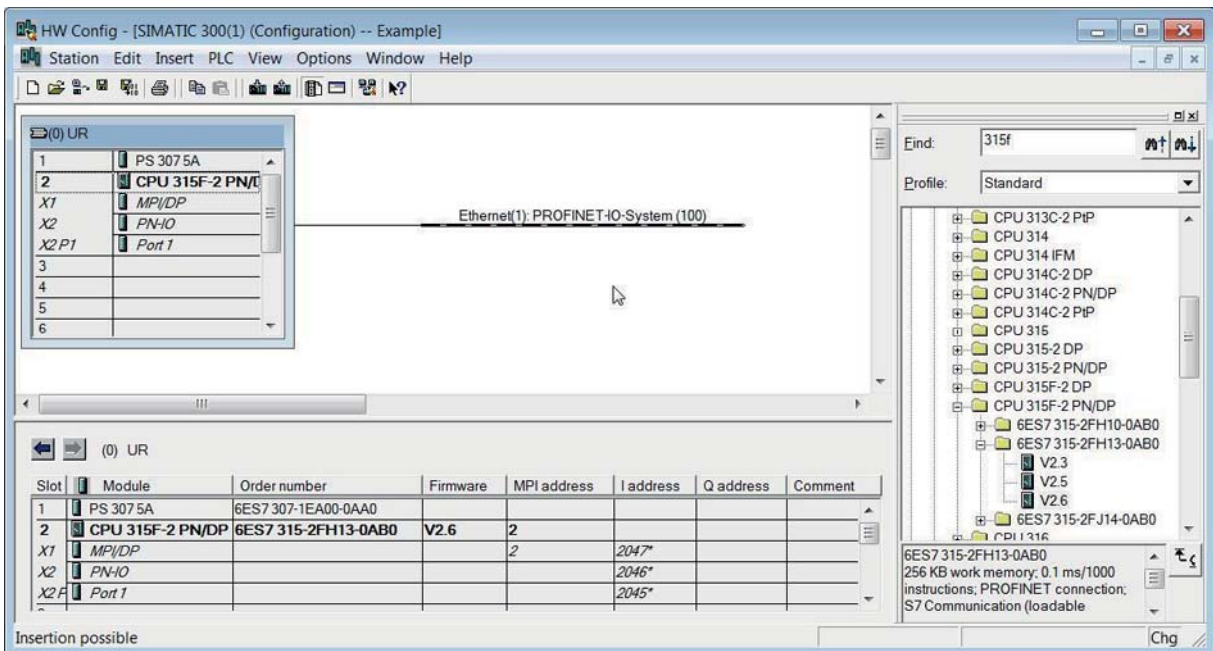 HW Config - [SIMATIC 300(1) (Configuration) -- Example]
Station Edit Insert PLC View Options Window Help
(0) UR
1 PS 307 5A
2 CPU 315F-2 PN/D
X1 MPI/DP
X2 PN-IO
X2 P1 Port 1
3
4
5
6
Ethernet(1): PROFINET-IO-System (100)
Find: 315f
Profile: Standard
CPU 313C-2 PtP
CPU 314
CPU 314 IFM
CPU 314C-2 DP
CPU 314C-2 PN/DP
CPU 314C-2 PtP
CPU 315
CPU 315-2 DP
CPU 315-2 PN/DP
CPU 315F-2 DP
CPU 315F-2 PN/DP
6ES7 315-2FH10-0AB0
6ES7 315-2FH13-0AB0
V2.3
V2.5
V2.6
6ES7 315-2FJ14-0AB0
CPU 316
6ES7 315-2FH13-0AB0
256 KB work memory; 0.1 ms/1000
instructions; PROFINET connection;
S7 Communication (loadable
(0) UR
Slot Module Order number Firmware MPI address I address Q address Comment
1 PS 307 5A 6ES7 307-1EA00-0AA0
2 CPU 315F-2 PN/DP 6ES7 315-2FH13-0AB0 V2.6 2
X1 MPI/DP 2 2047*
X2 PN-IO 2046*
X2 P Port 1 2045*
Insertion possible
Chg